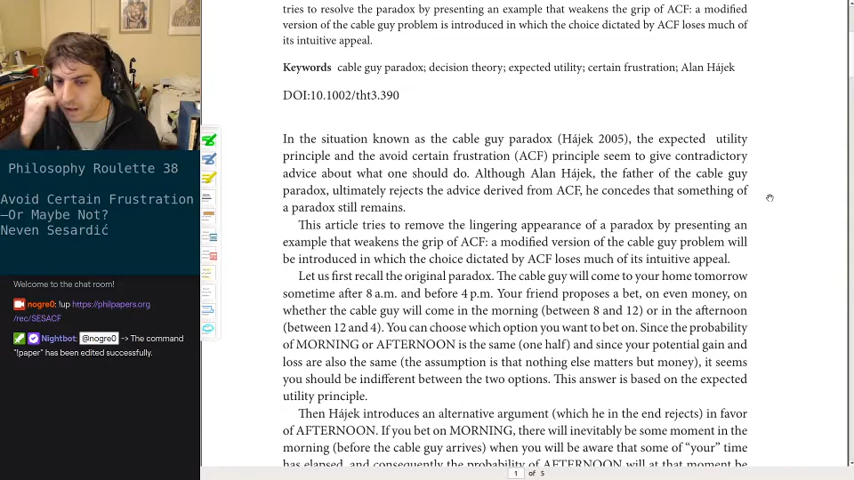 Philosophy Roulette 38
Avoid Certain Frustration
—Or Maybe Not?
Neven Sesardić
Welcome to the chat room!
nogre0: !up https://philpapers.org
/rec/SESACF
Nightbot: @nogre0 -> The command
"!paper" has been edited successfully.
tries to resolve the paradox by presenting an example that weakens the grip of ACF: a modified
version of the cable guy problem is introduced in which the choice dictated by ACF loses much of
its intuitive appeal.
Keywords cable guy paradox; decision theory; expected utility; certain frustration; Alan Hájek
DOI:10.1002/tht3.390
In the situation known as the cable guy paradox (Hájek 2005), the expected utility
principle and the avoid certain frustration (ACF) principle seem to give contradictory
advice about what one should do. Although Alan Hájek, the father of the cable guy
paradox, ultimately rejects the advice derived from ACF, he concedes that something of
a paradox still remains.
This article tries to remove the lingering appearance of a paradox by presenting an
example that weakens the grip of ACF: a modified version of the cable guy problem will
be introduced in which the choice dictated by ACF loses much of its intuitive appeal.
Let us first recall the original paradox. The cable guy will come to your home tomorrow
sometime after 8 a.m. and before 4 p.m. Your friend proposes a bet, on even money, on
whether the cable guy will come in the morning (between 8 and 12) or in the afternoon
(between 12 and 4). You can choose which option you want to bet on. Since the probability
of MORNING or AFTERNOON is the same (one half) and since your potential gain and
loss are also the same (the assumption is that nothing else matters but money), it seems
you should be indifferent between the two options. This answer is based on the expected
utility principle.
Then Hájek introduces an alternative argument (which he in the end rejects) in favor
of AFTERNOON. If you bet on MORNING, there will inevitably be some moment in the
morning (before the cable guy arrives) when you will be aware that some of “your” time
has elapsed, and consequently the probability of AFTERNOON will at that moment be
1 of 5